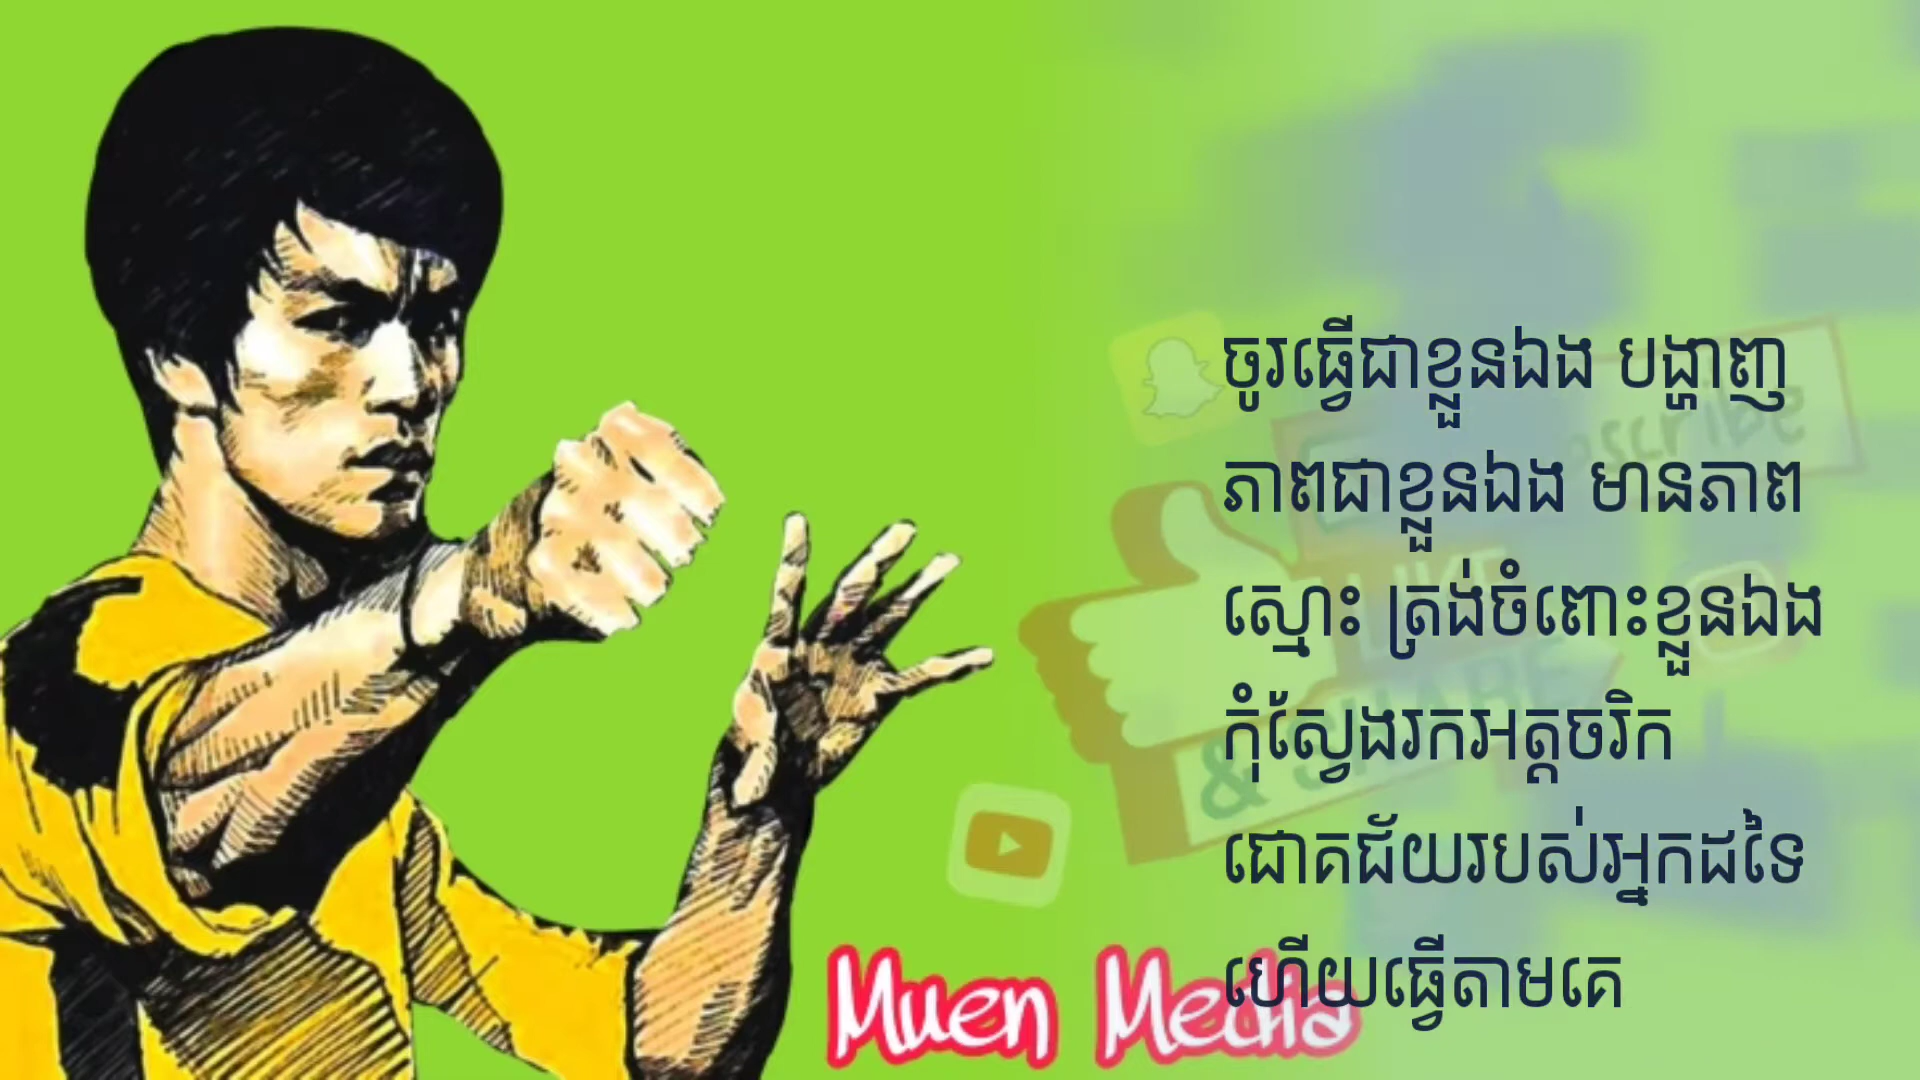 ចូរធ្វើជាខ្លួនឯង បង្ហាញ
ភាពជាខ្លួនឯង មានភាព
ស្មោះ ត្រង់ចំពោះខ្លួនឯង
កុំស្វែងរកអត្តចរិក
ជោគជ័យរបស់អ្នកដទៃ
ហើយធ្វើតាមគេ
Muen Media
scribe
LIKE
& SHARE